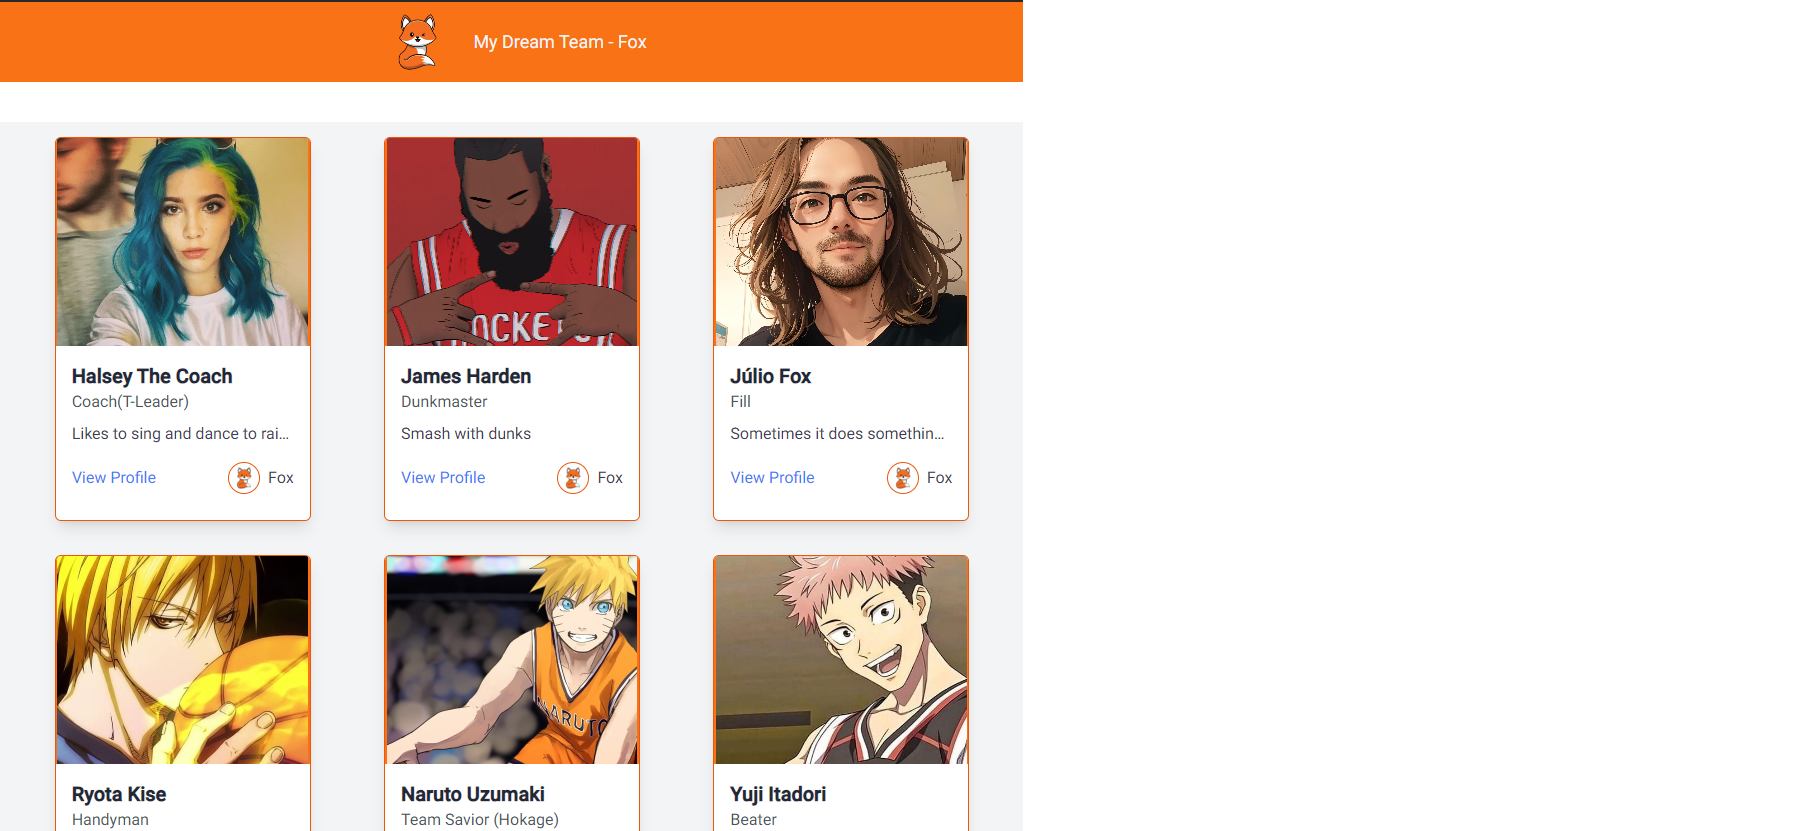 My Dream Team - Fox
OCKE
Halsey The Coach
Coach(T-Leader)
Likes to sing and dance to rai...
View Profile
Fox
James Harden
Dunkmaster
Smash with dunks
View Profile
Fox
Júlio Fox
Fill
Sometimes it does somethin...
View Profile
Fox
NARUTO
Ryota Kise
Handyman
Naruto Uzumaki
Team Savior (Hokage)
Yuji Itadori
Beater